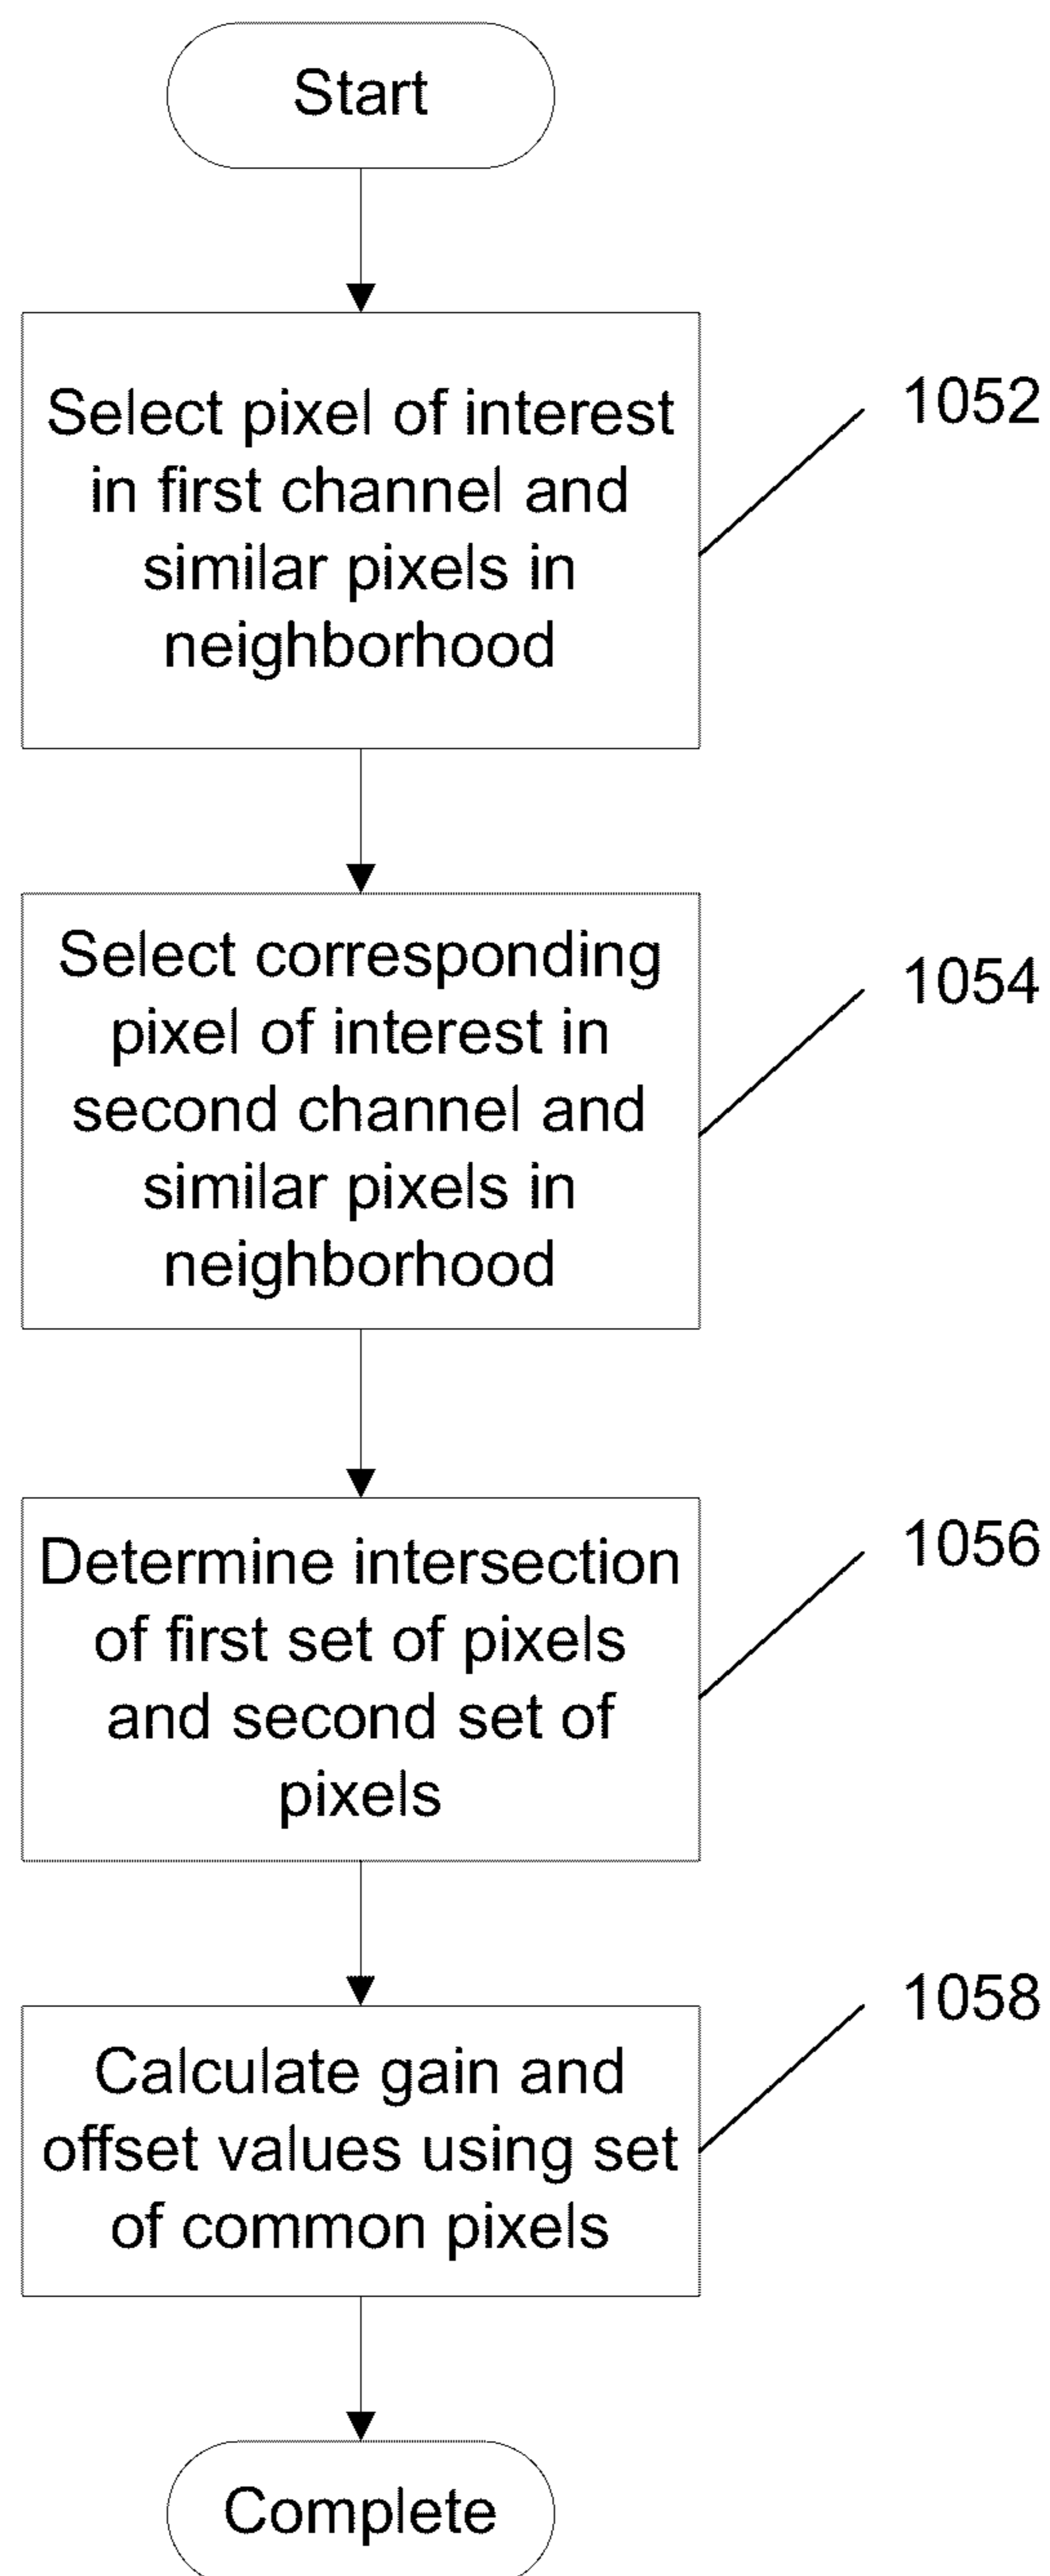 Start
Select pixel of interest
in first channel and
similar pixels in
neighborhood
1052
Select corresponding
pixel of interest in
second channel and
similar pixels in
neighborhood
1054
Determine intersection
of first set of pixels
and second set of
pixels
1056
Calculate gain and
offset values using set
of common pixels
1058
Complete